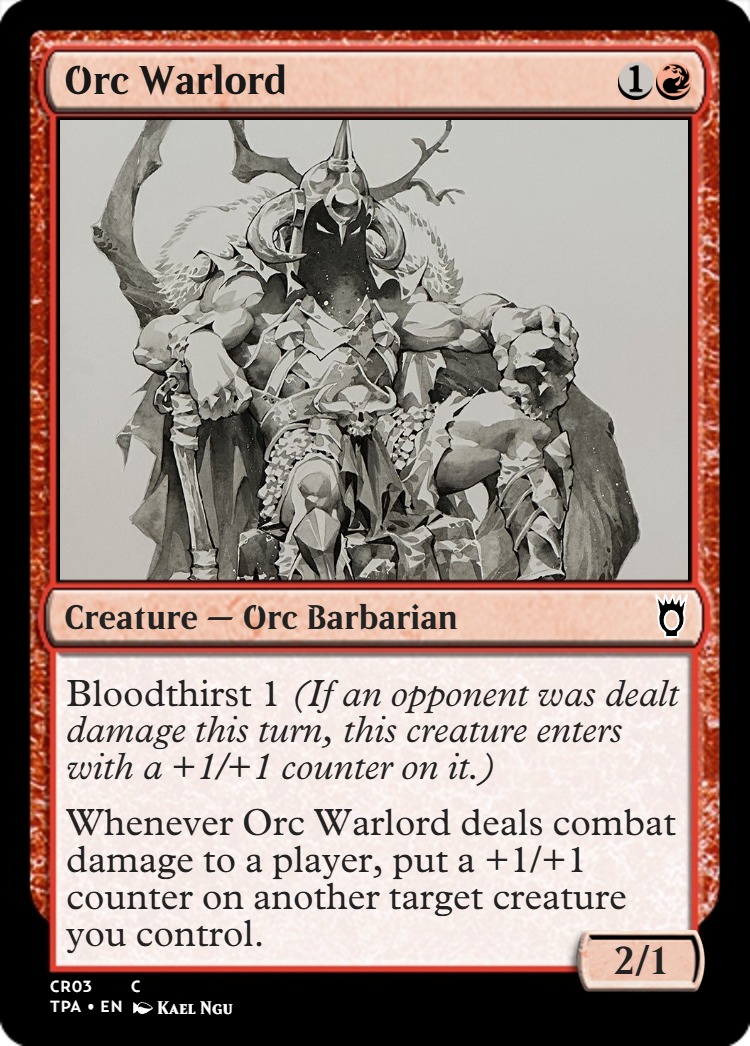 Orc Warlord 1
Creature — Orc Barbarian
Bloodthirst 1 (If an opponent was dealt
damage this turn, this creature enters
with a +1/+1 counter on it.)
Whenever Orc Warlord deals combat
damage to a player, put a +1/+1
counter on another target creature
you control.
2/1
CR03 C
TPA • EN KAEL NGU